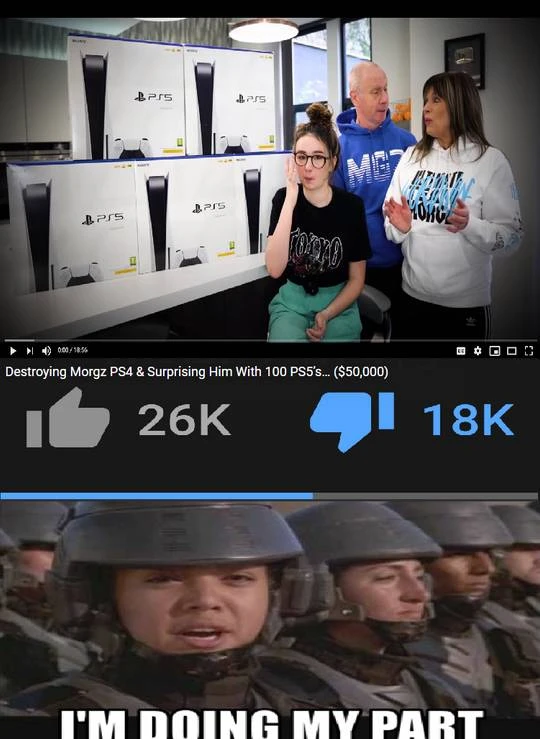 PS5
PS5
PS5
PS5
MGZ
TOKYO
0:00 / 18:56
Destroying Morgz PS4 & Surprising Him With 100 PS5's... ($50,000)
26K
18K
I'M DOING MY PART